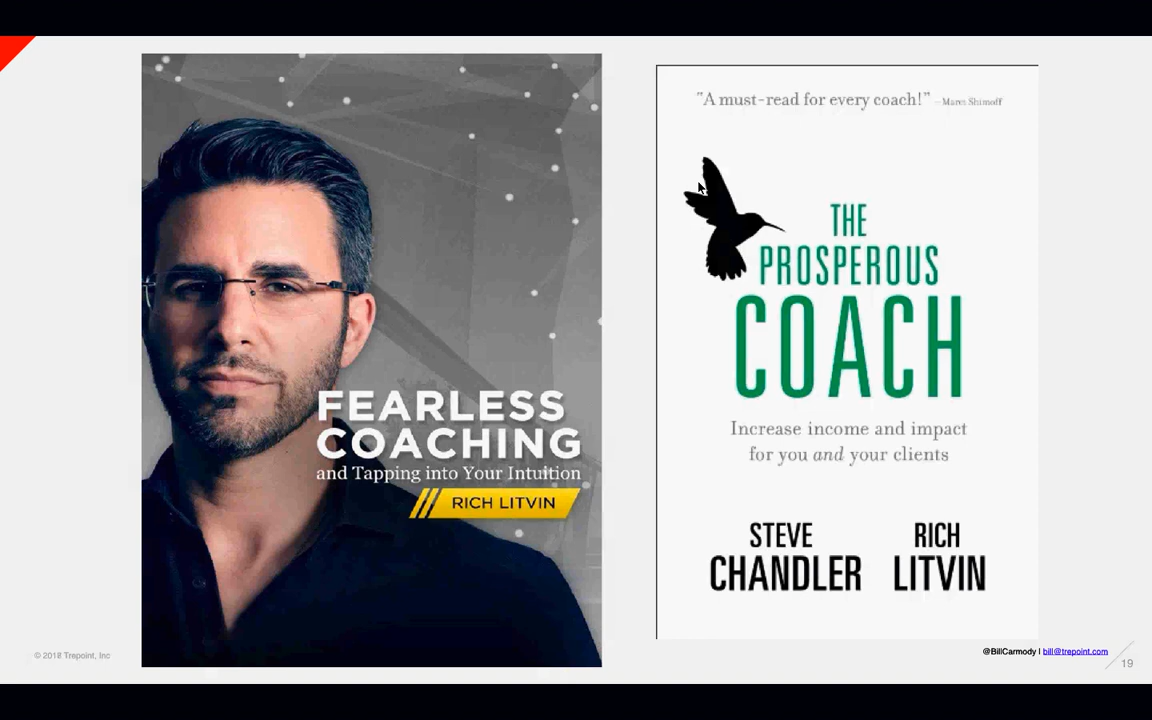 FEARLESS
COACHING
and Tapping into Your Intuition
RICH LITVIN
"A must-read for every coach!" —Marci Shimoff
THE
PROSPEROUS
COACH
Increase income and impact
for you and your clients
STEVE CHANDLER
RICH LITVIN
© 2018 Trepoint, Inc
@BillCarmody | bill@trepoint.com
19